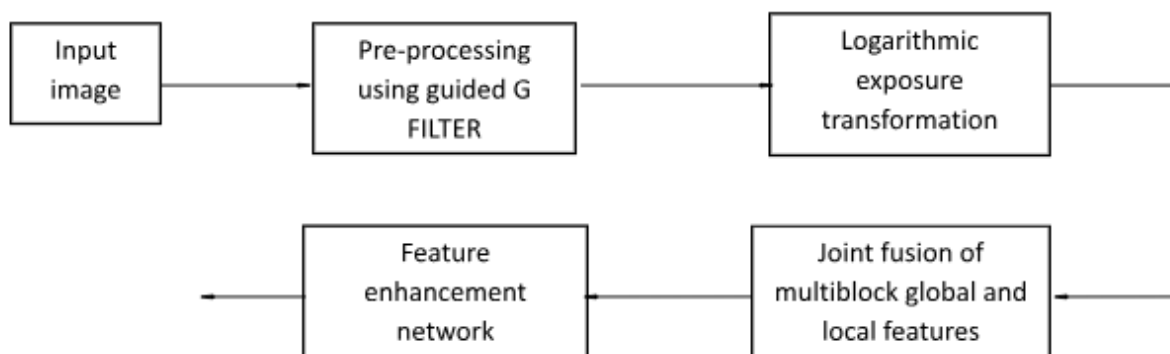 Input
image
Pre-processing
using guided G
FILTER
Logarithmic
exposure
transformation
Joint fusion of
multiblock global and
local features
Feature
enhancement
network